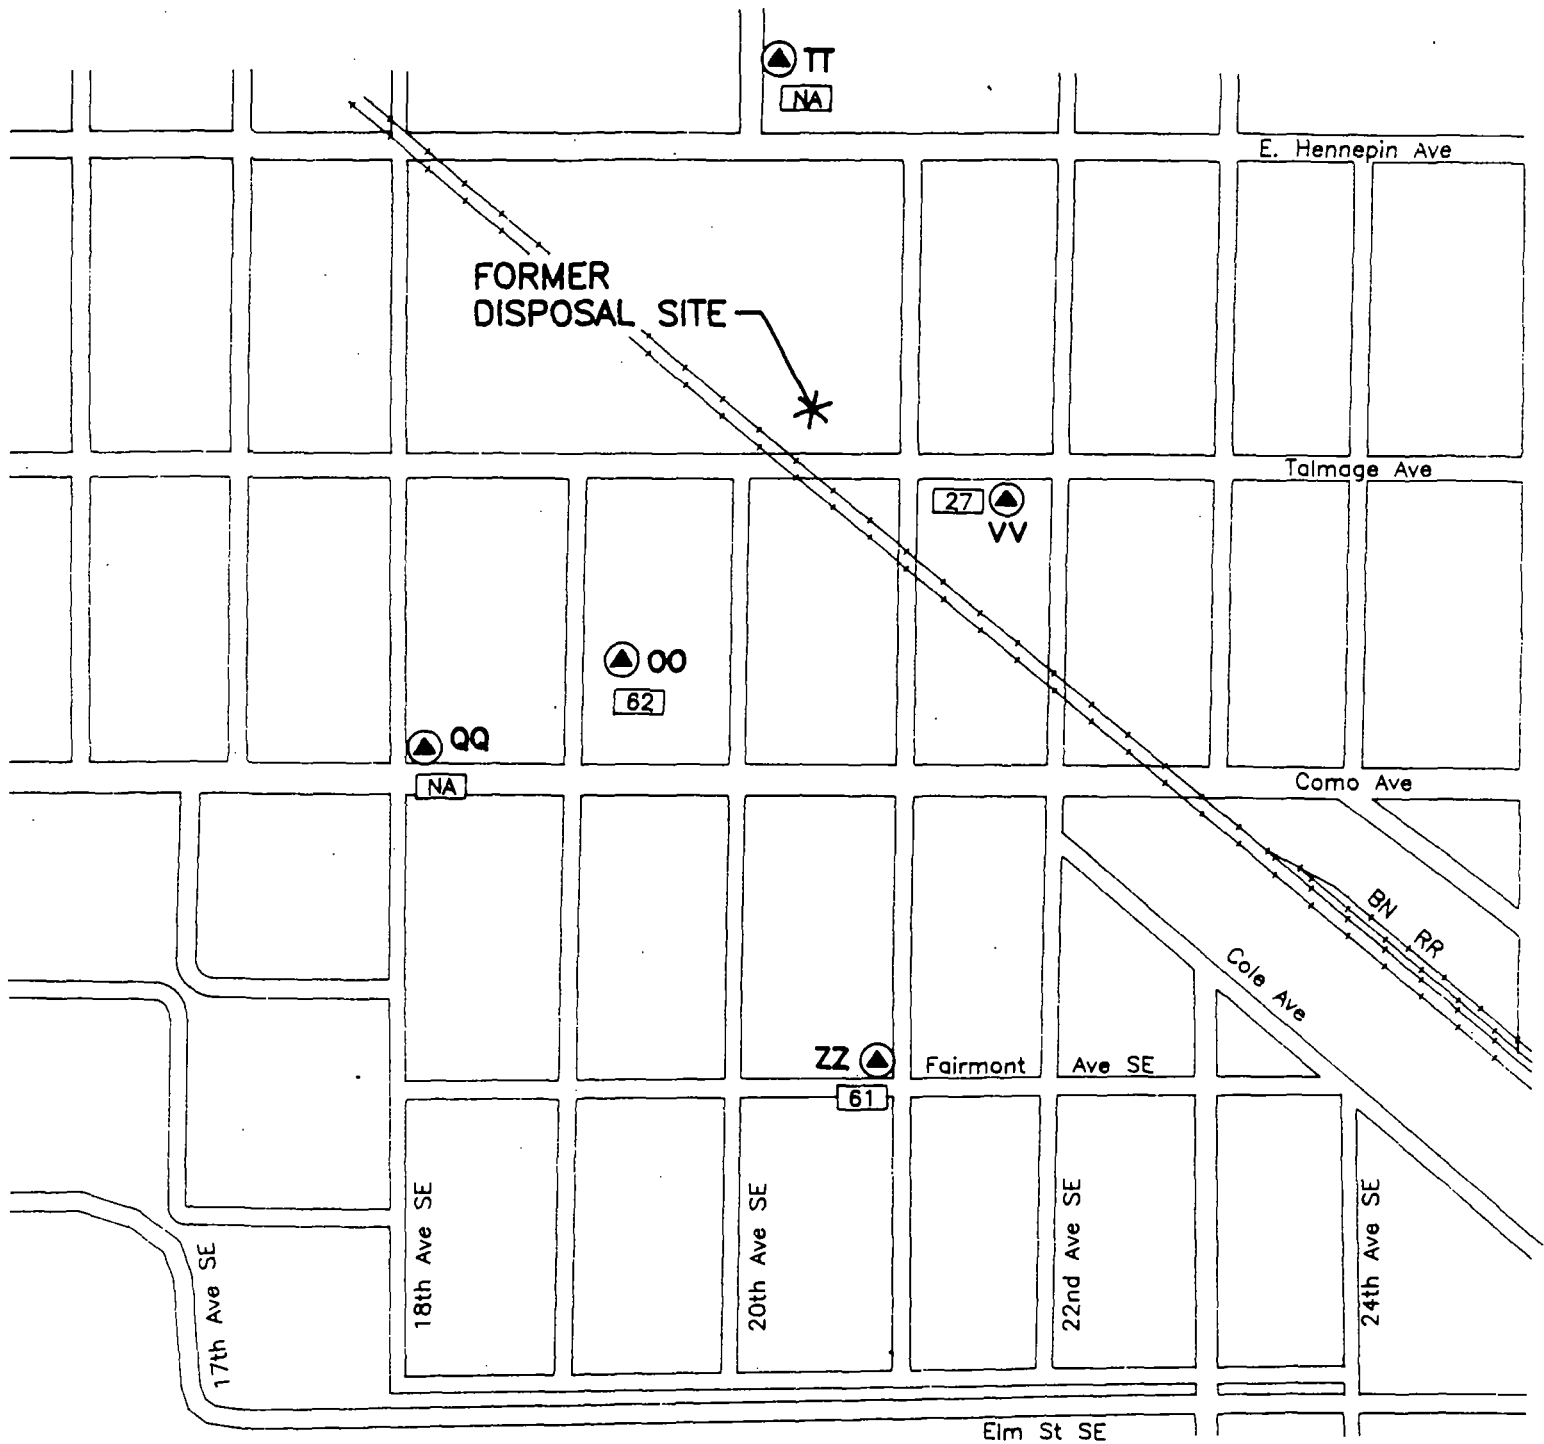 TT
NA
E. Hennepin Ave
FORMER
DISPOSAL SITE
Talmage Ave
27
VV
OO
62
QQ
NA
Como Ave
BN RR
Cole Ave
ZZ
Fairmont Ave SE
61
17th Ave SE
18th Ave SE
20th Ave SE
22nd Ave SE
24th Ave SE
Elm St SE